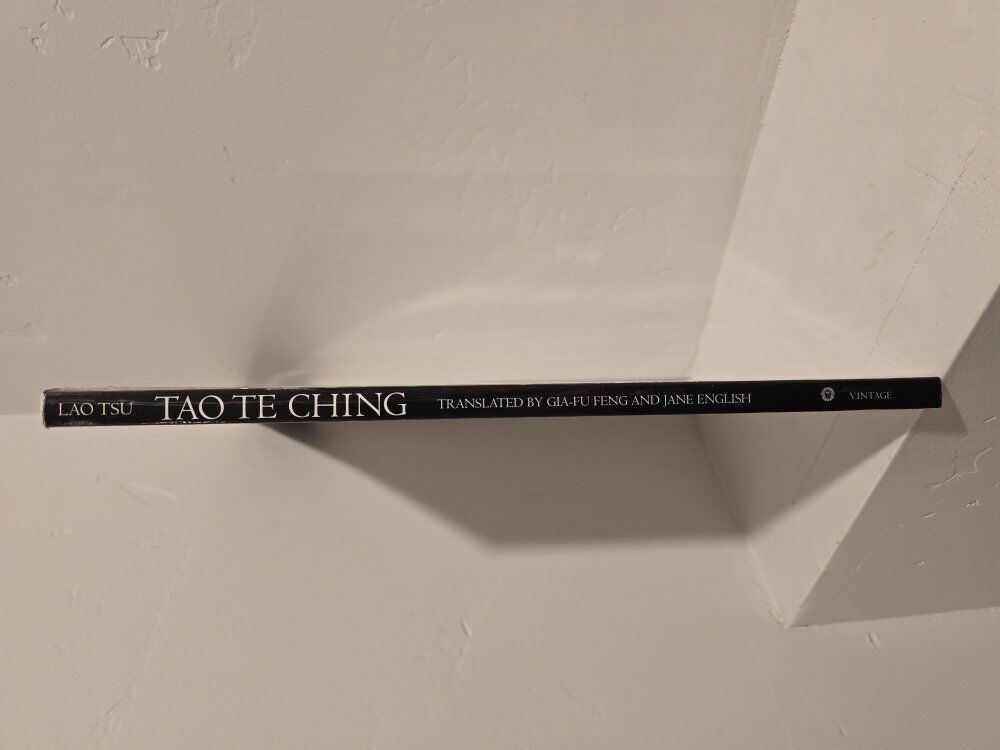 LAO TSU TAO TE CHING TRANSLATED BY GIA-FU FENG AND JANE ENGLISH VINTAGE